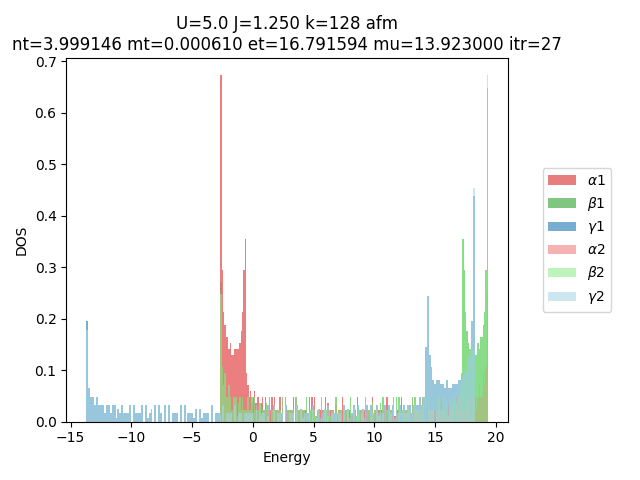 U=5.0 J=1.250 k=128 afm
nt=3.999146 mt=0.000610 et=16.791594 mu=13.923000 itr=27
0.7
0.6
0.5
0.4
0.3
0.2
0.1
0.0
DOS
−15
−10
−5
0
5
10
15
20
Energy
α1
β1
γ1
α2
β2
γ2